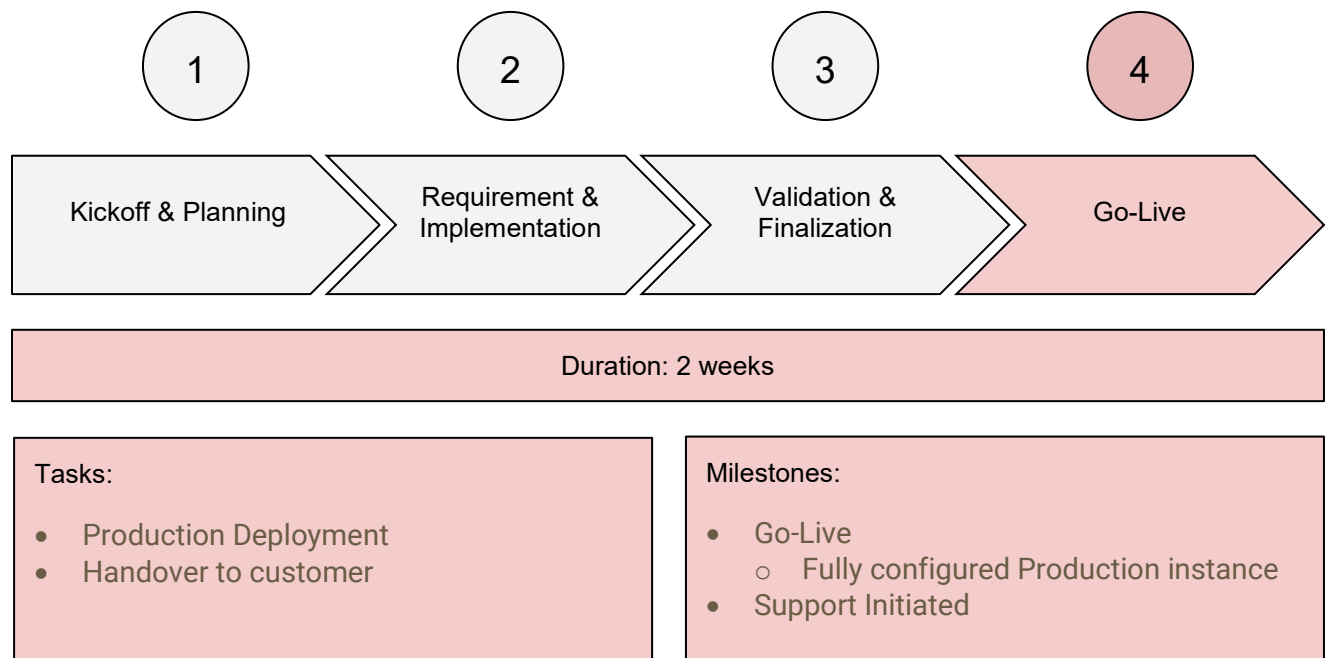 1
2
3
4
Kickoff & Planning
Requirement &
Implementation
Validation &
Finalization
Go-Live
Duration: 2 weeks
Tasks:
• Production Deployment
• Handover to customer
Milestones:
• Go-Live
o Fully configured Production instance
• Support Initiated